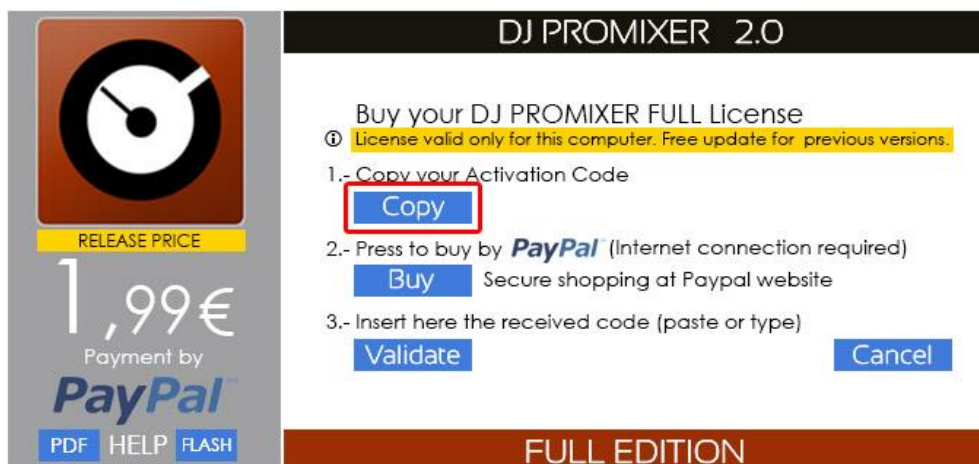 DJ PROMIXER 2.0
Buy your DJ PROMIXER FULL License
License valid only for this computer. Free update for previous versions.
1.- Copy your Activation Code
Copy
2.- Press to buy by PayPal™ (Internet connection required)
Buy Secure shopping at Paypal website
3.- Insert here the received code (paste or type)
Validate Cancel
FULL EDITION
RELEASE PRICE
1,99€
Payment by
PayPal™
PDF HELP FLASH